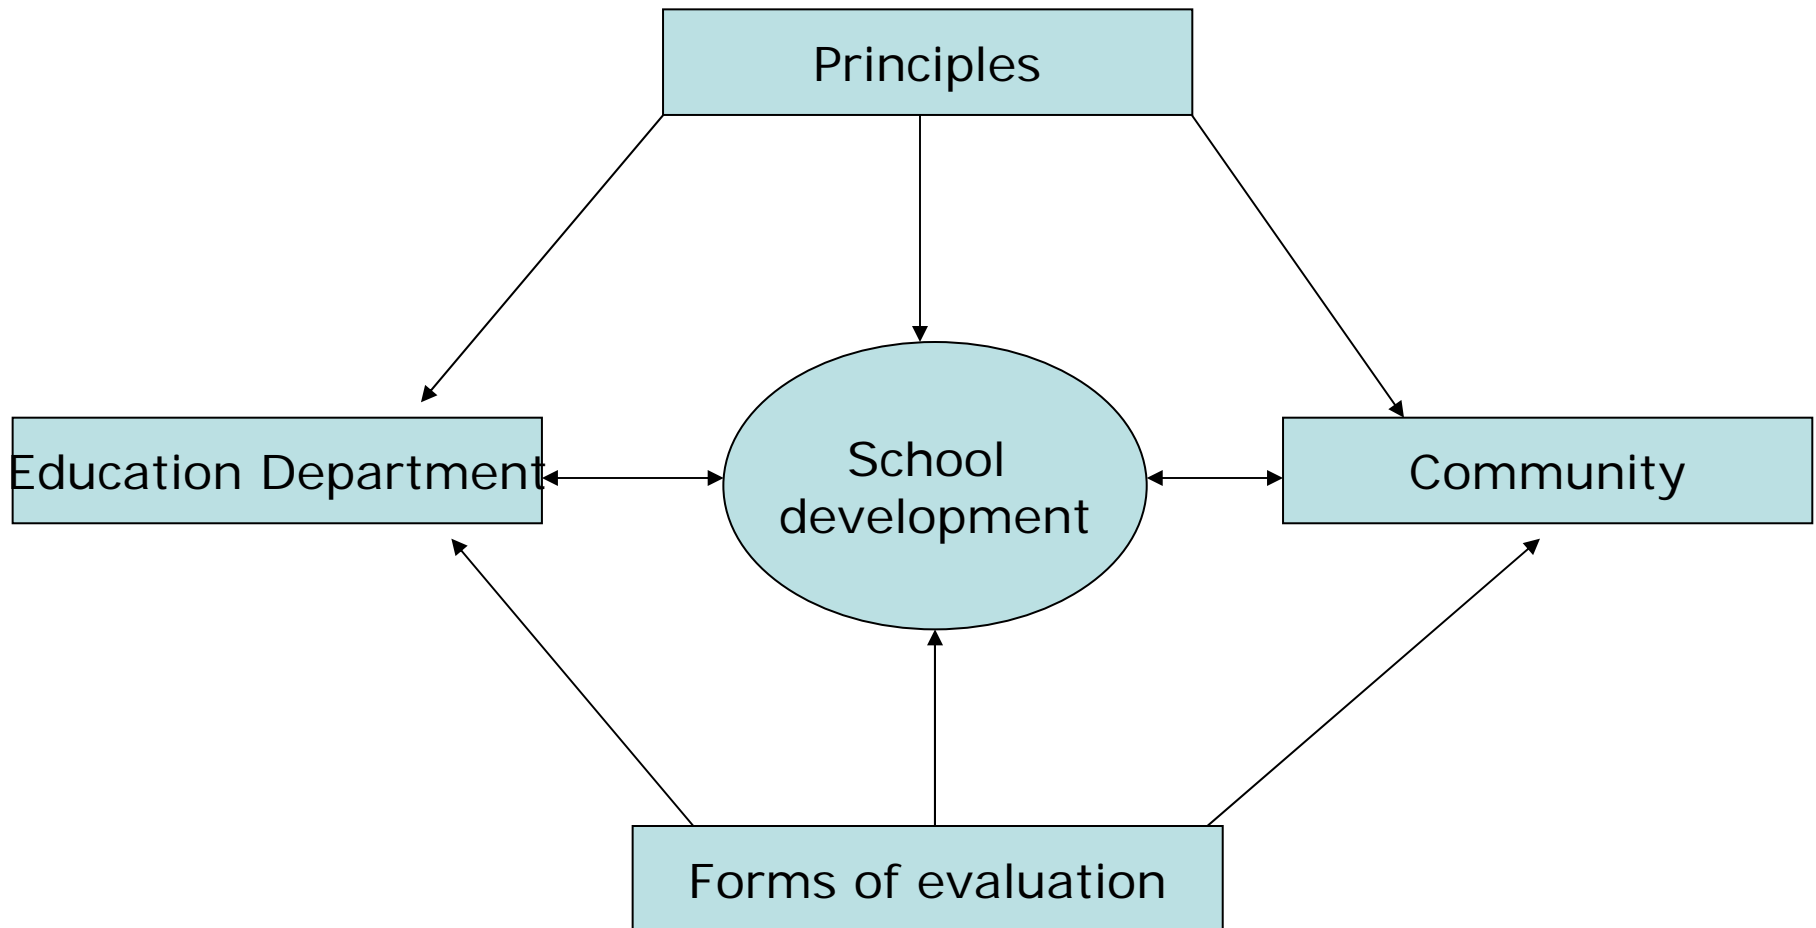 Principles
Education Department
School
development
Community
Forms of evaluation